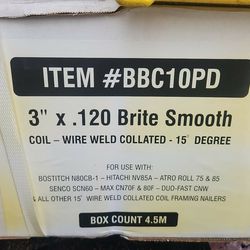 ITEM #BBC10PD
3" x .120 Brite Smooth
COIL – WIRE WELD COLLATED - 15° DEGREE
FOR USE WITH:
BOSTITCH N80CB-1 - HITACHI NV85A - ATRO ROLL 75 & 85
SENCO SCN60 - MAX CN70F & 80F - DUO-FAST CNW
& ALL OTHER 15° WIRE WELD COLLATED COIL FRAMING NAILERS
BOX COUNT 4.5M